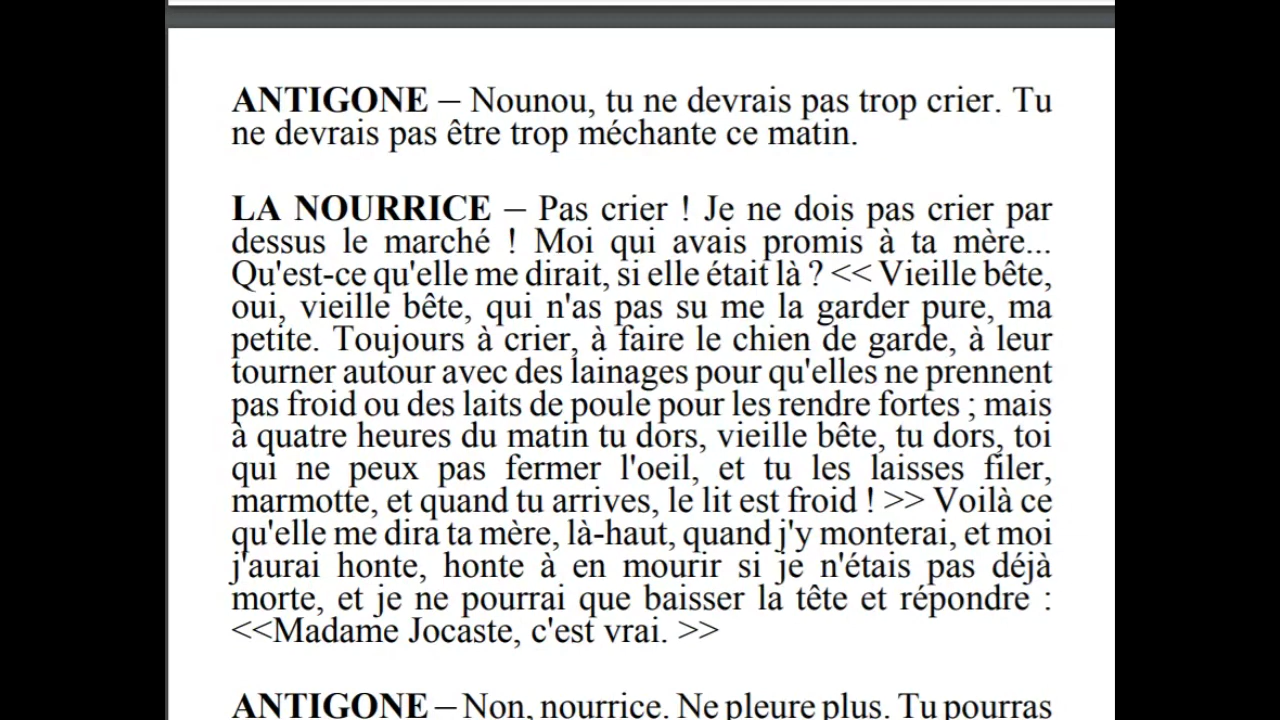 ANTIGONE – Nounou, tu ne devrais pas trop crier. Tu
ne devrais pas être trop méchante ce matin.
LA NOURRICE – Pas crier ! Je ne dois pas crier par
dessus le marché ! Moi qui avais promis à ta mère...
Qu'est-ce qu'elle me dirait, si elle était là ? << Vieille bête,
oui, vieille bête, qui n'as pas su me la garder pure, ma
petite. Toujours à crier, à faire le chien de garde, à leur
tourner autour avec des lainages pour qu'elles ne prennent
pas froid ou des laits de poule pour les rendre fortes ; mais
à quatre heures du matin tu dors, vieille bête, tu dors, toi
qui ne peux pas fermer l'oeil, et tu les laisses filer,
marmotte, et quand tu arrives, le lit est froid ! >> Voilà ce
qu'elle me dira ta mère, là-haut, quand j'y monterai, et moi
j'aurai honte, honte à en mourir si je n'étais pas déjà
morte, et je ne pourrai que baisser la tête et répondre :
<<Madame Jocaste, c'est vrai. >>
ANTIGONE – Non, nourrice. Ne pleure plus. Tu pourras